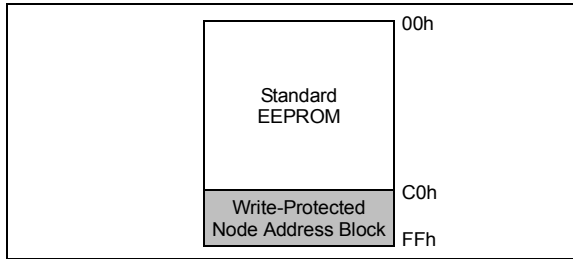 00h
Standard
EEPROM
C0h
Write-Protected
Node Address Block
FFh